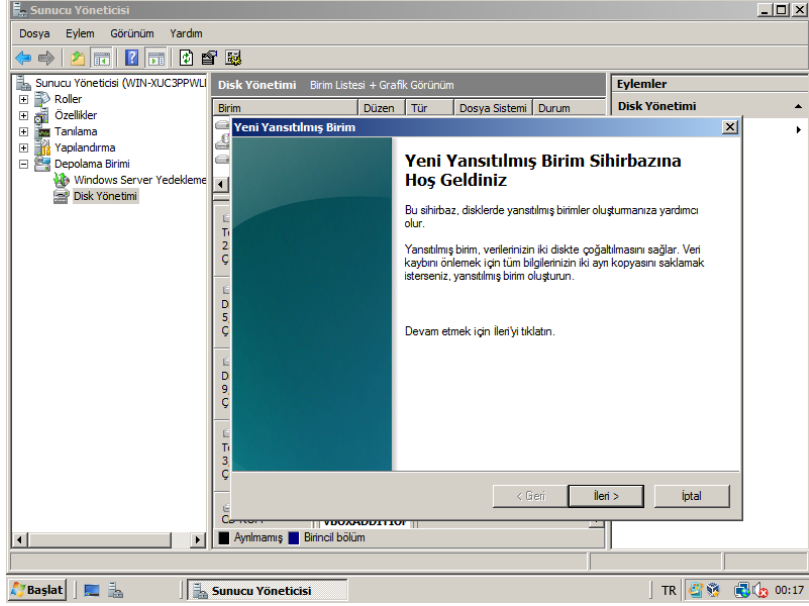 Sunucu Yöneticisi
Dosya Eylem Görünüm Yardım
Sunucu Yöneticisi (WIN-XUC3PPWLI
Roller
Özellikler
Tanılama
Yapılandırma
Depolama Birimi
Windows Server Yedekleme
Disk Yönetimi
Disk Yönetimi Birim Listesi + Grafik Görünüm
Birim Düzen Tür Dosya Sistemi Durum
Eylemler
Disk Yönetimi
Yeni Yansıtılmış Birim
Yeni Yansıtılmış Birim Sihirbazına
Hoş Geldiniz
Bu sihirbaz, disklerde yansıtılmış birimler oluşturmanıza yardımcı
olur.
Yansıtılmış birim, verilerinizin iki diskte çoğaltılmasını sağlar. Veri
kaybını önlemek için tüm bilgilerinizin iki ayrı kopyasını saklamak
isterseniz, yansıtılmış birim oluşturun.
Devam etmek için İleri'yi tıklatın.
< Geri İleri > İptal
Ayrılmamış Birincil bölüm
Başlat Sunucu Yöneticisi TR 00:17